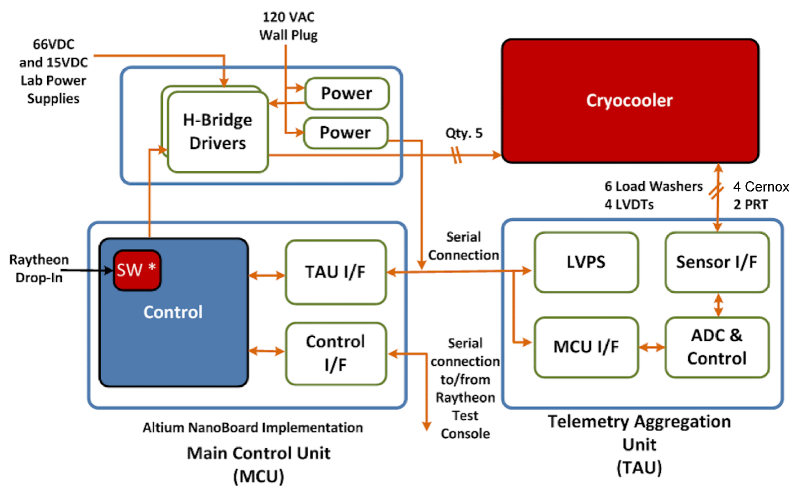 120 VAC
Wall Plug
66VDC
and 15VDC
Lab Power
Supplies
H-Bridge
Drivers
Power
Power
Qty. 5
Cryocooler
6 Load Washers
4 LVDTs
4 Cernox
2 PRT
Raytheon
Drop-In
SW *
Control
TAU I/F
Control
I/F
Serial
Connection
Serial
connection
to/from
Raytheon
Test
Console
LVPS
Sensor I/F
MCU I/F
ADC &
Control
Altium NanoBoard Implementation
Main Control Unit
(MCU)
Telemetry Aggregation
Unit
(TAU)